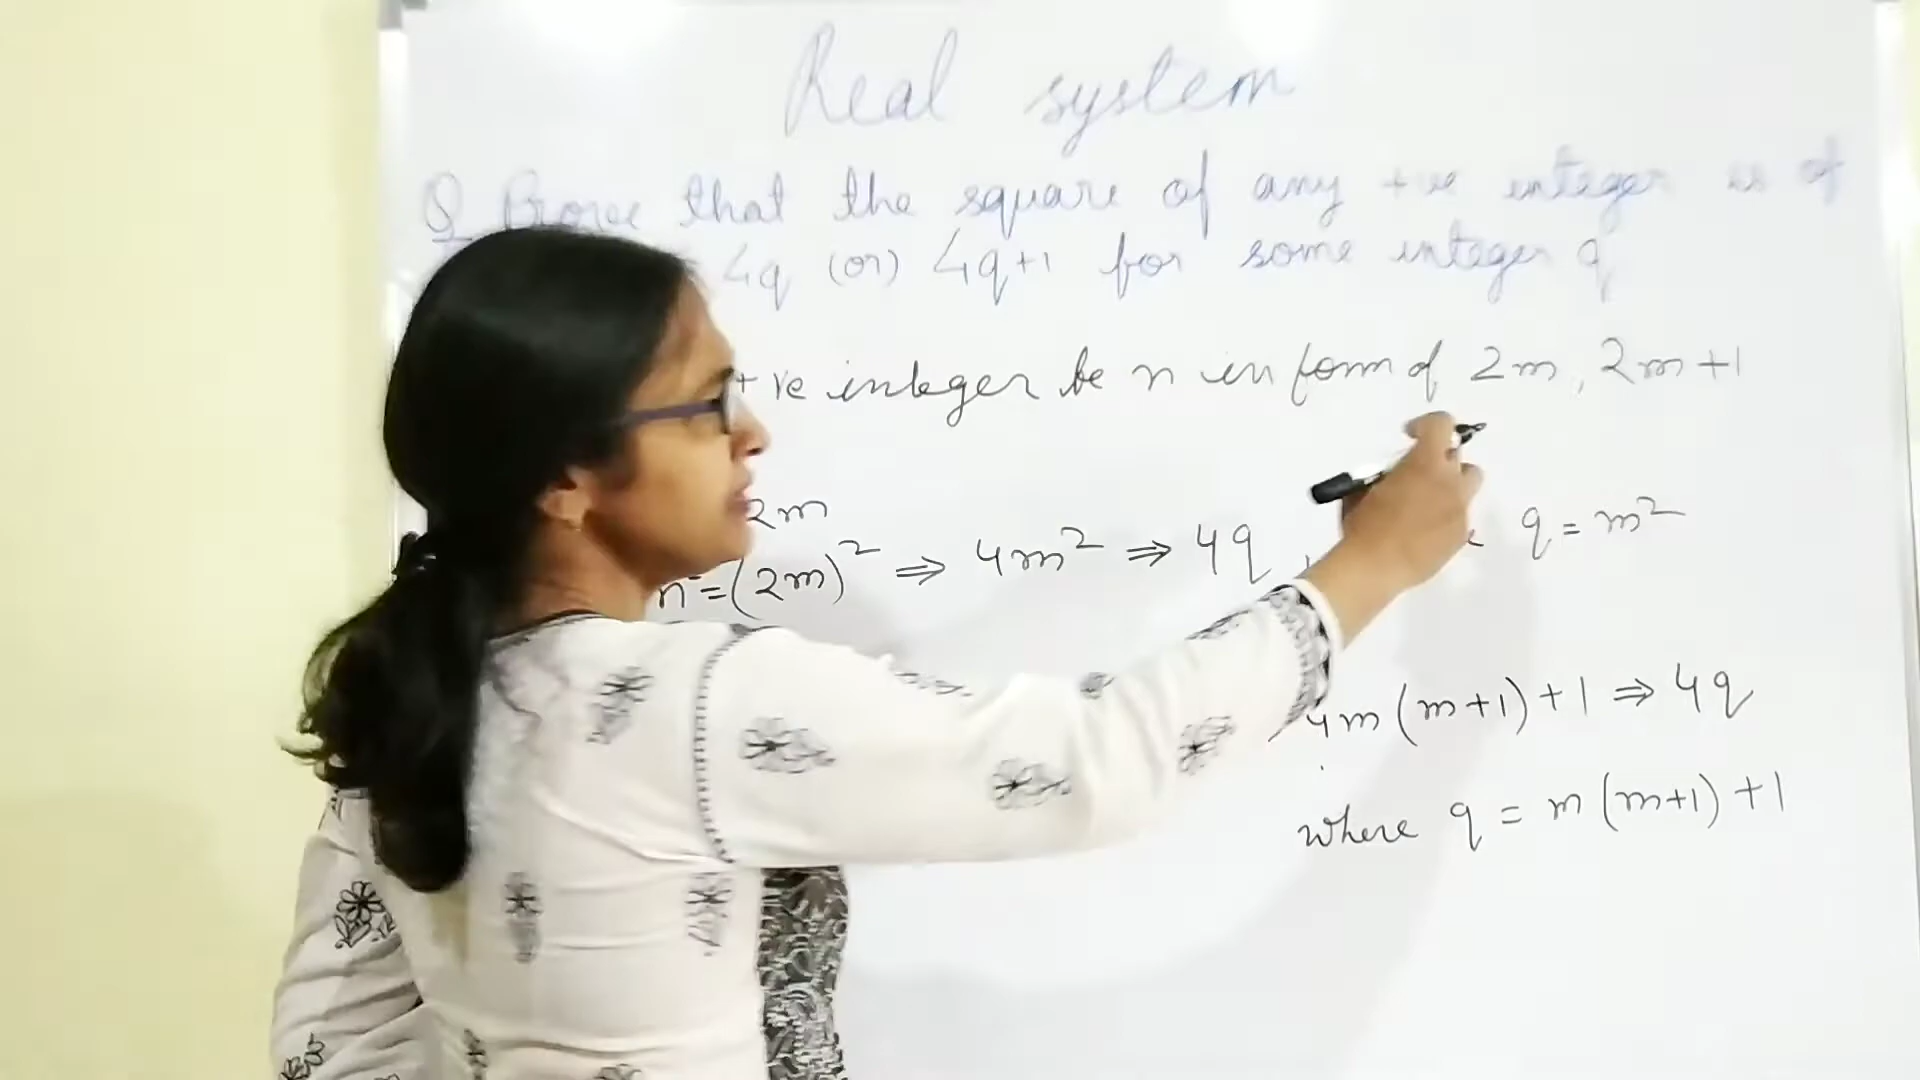 Real system
Q Prove that the square of any +ve integer is of
4q (or) 4q+1 for some integer q
+ve integer be n in form of 2m, 2m+1
2m
n²=(2m)² ⇒ 4m² ⇒ 4q , q = m²
4m(m+1)+1 ⇒ 4q
where q = m(m+1)+1